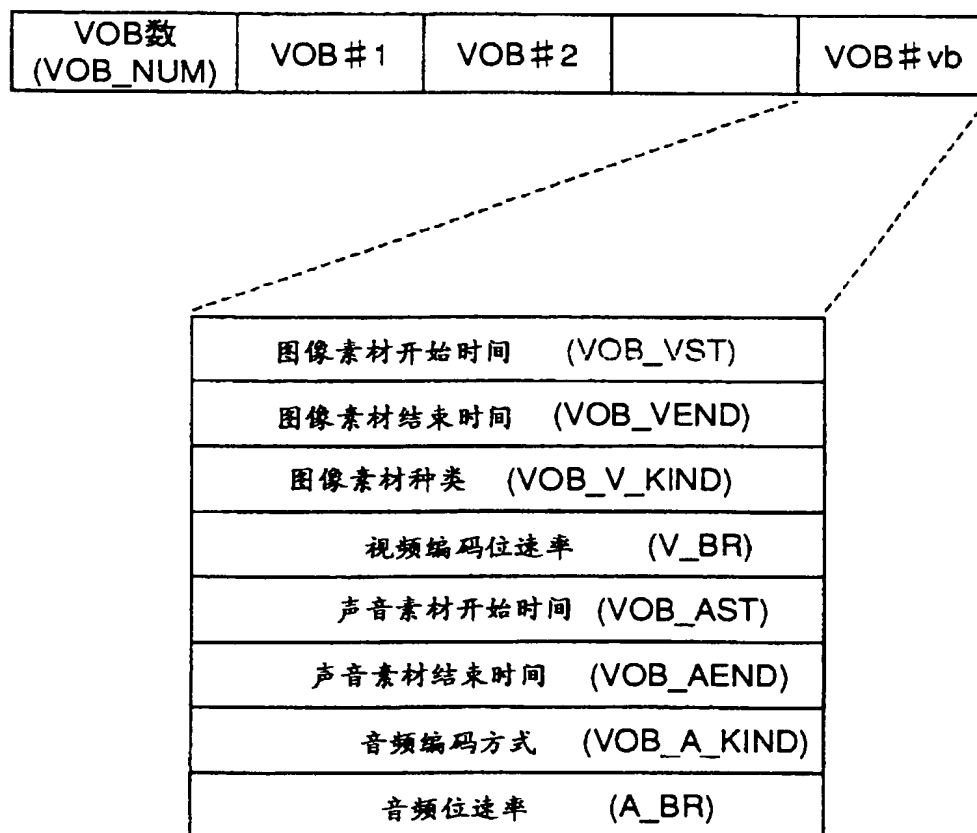 VOB数
(VOB_NUM)
VOB#1
VOB#2
VOB#vb
图像素材开始时间 (VOB_VST)
图像素材结束时间 (VOB_VEND)
图像素材种类 (VOB_V_KIND)
视频编码位速率 (V_BR)
声音素材开始时间 (VOB_AST)
声音素材结束时间 (VOB_AEND)
音频编码方式 (VOB_A_KIND)
音频位速率 (A_BR)